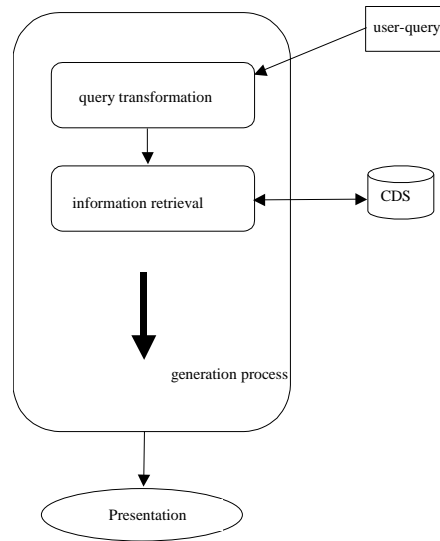 user-query
query transformation
information retrieval
CDS
generation process
Presentation